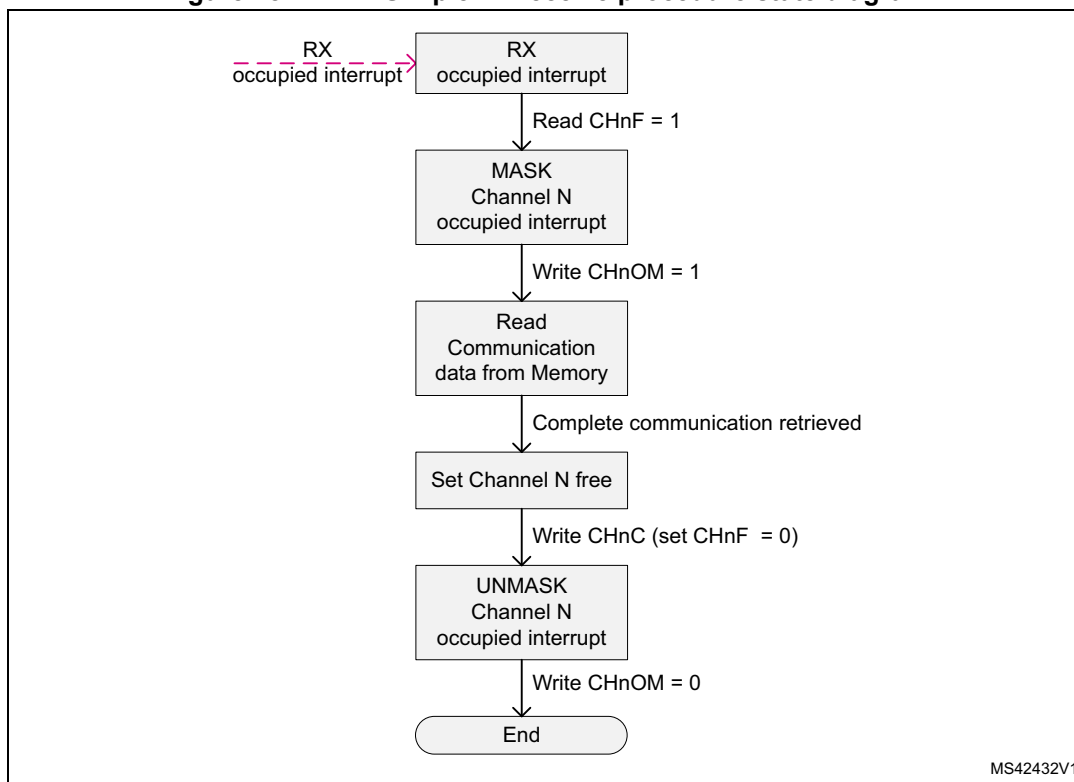 RX
occupied interrupt
RX
occupied interrupt
Read CHnF = 1
MASK
Channel N
occupied interrupt
Write CHnOM = 1
Read
Communication
data from Memory
Complete communication retrieved
Set Channel N free
Write CHnC (set CHnF = 0)
UNMASK
Channel N
occupied interrupt
Write CHnOM = 0
End
MS42432V1